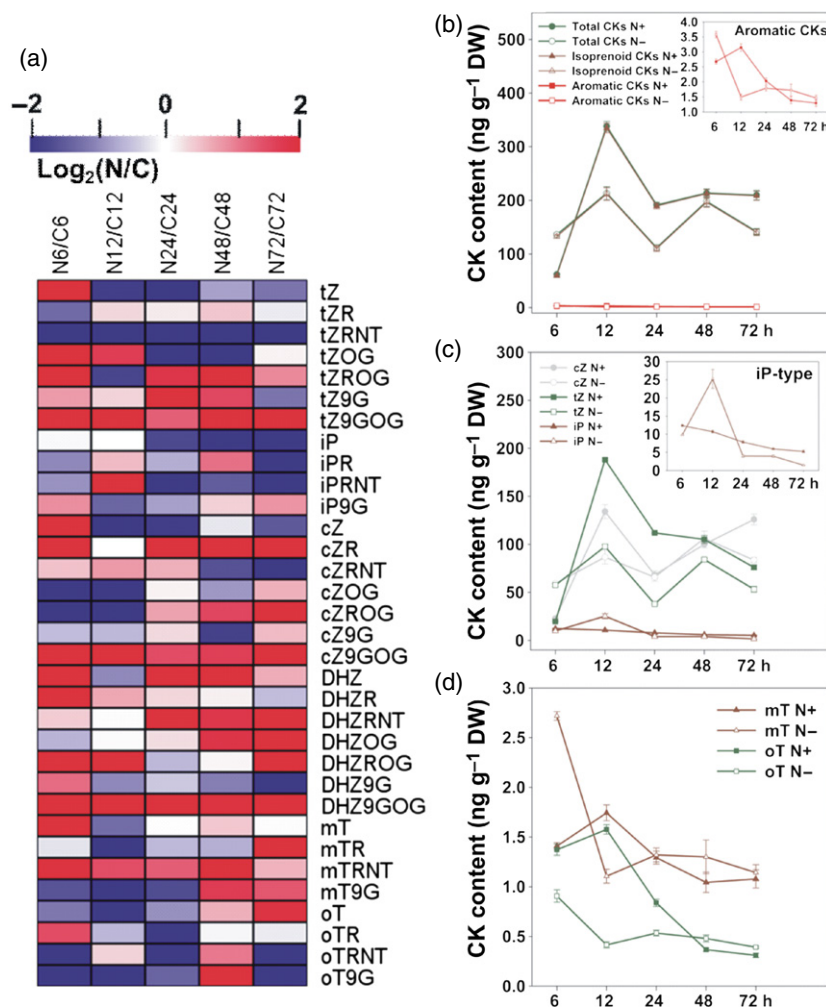 (a)
−2 0 2
Log2(N/C)
N6/C6
N12/C12
N24/C24
N48/C48
N72/C72
tZ
tZR
tZRNT
tZOG
tZROG
tZ9G
tZ9GOG
iP
iPR
iPRNT
iP9G
cZ
cZR
cZRNT
cZOG
cZROG
cZ9G
cZ9GOG
DHZ
DHZR
DHZRNT
DHZOG
DHZROG
DHZ9G
DHZ9GOG
mT
mTR
mTRNT
mT9G
oT
oTR
oTRNT
oT9G
(b)
CK content (ng g−1 DW)
500
400
300
200
100
0
6 12 24 48 72 h
Total CKs N+
Total CKs N−
Isoprenoid CKs N+
Isoprenoid CKs N−
Aromatic CKs N+
Aromatic CKs N−
Aromatic CKs
4.0
3.5
3.0
2.5
2.0
1.5
1.0
6 12 24 48 72 h
(c)
CK content (ng g−1 DW)
300
250
200
150
100
50
0
6 12 24 48 72 h
cZ N+
cZ N−
tZ N+
tZ N−
iP N+
iP N−
iP-type
30
25
20
15
10
5
0
6 12 24 48 72 h
(d)
CK content (ng g−1 DW)
3.0
2.5
2.0
1.5
1.0
0.5
0.0
6 12 24 48 72 h
mT N+
mT N−
oT N+
oT N−